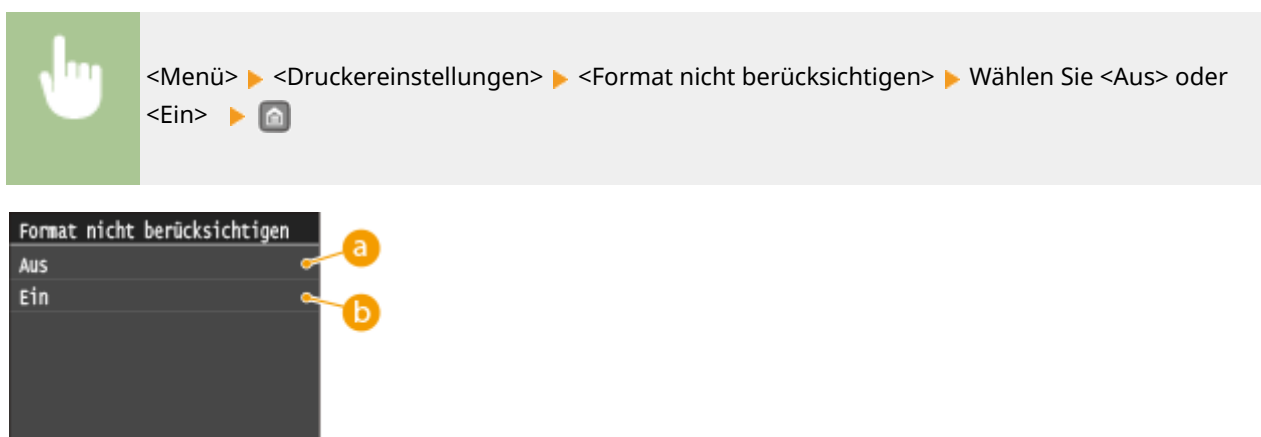 <Menü> <Druckereinstellungen> <Format nicht berücksichtigen> Wählen Sie <Aus> oder
<Ein>
Format nicht berücksichtigen
a
Aus
Ein
b